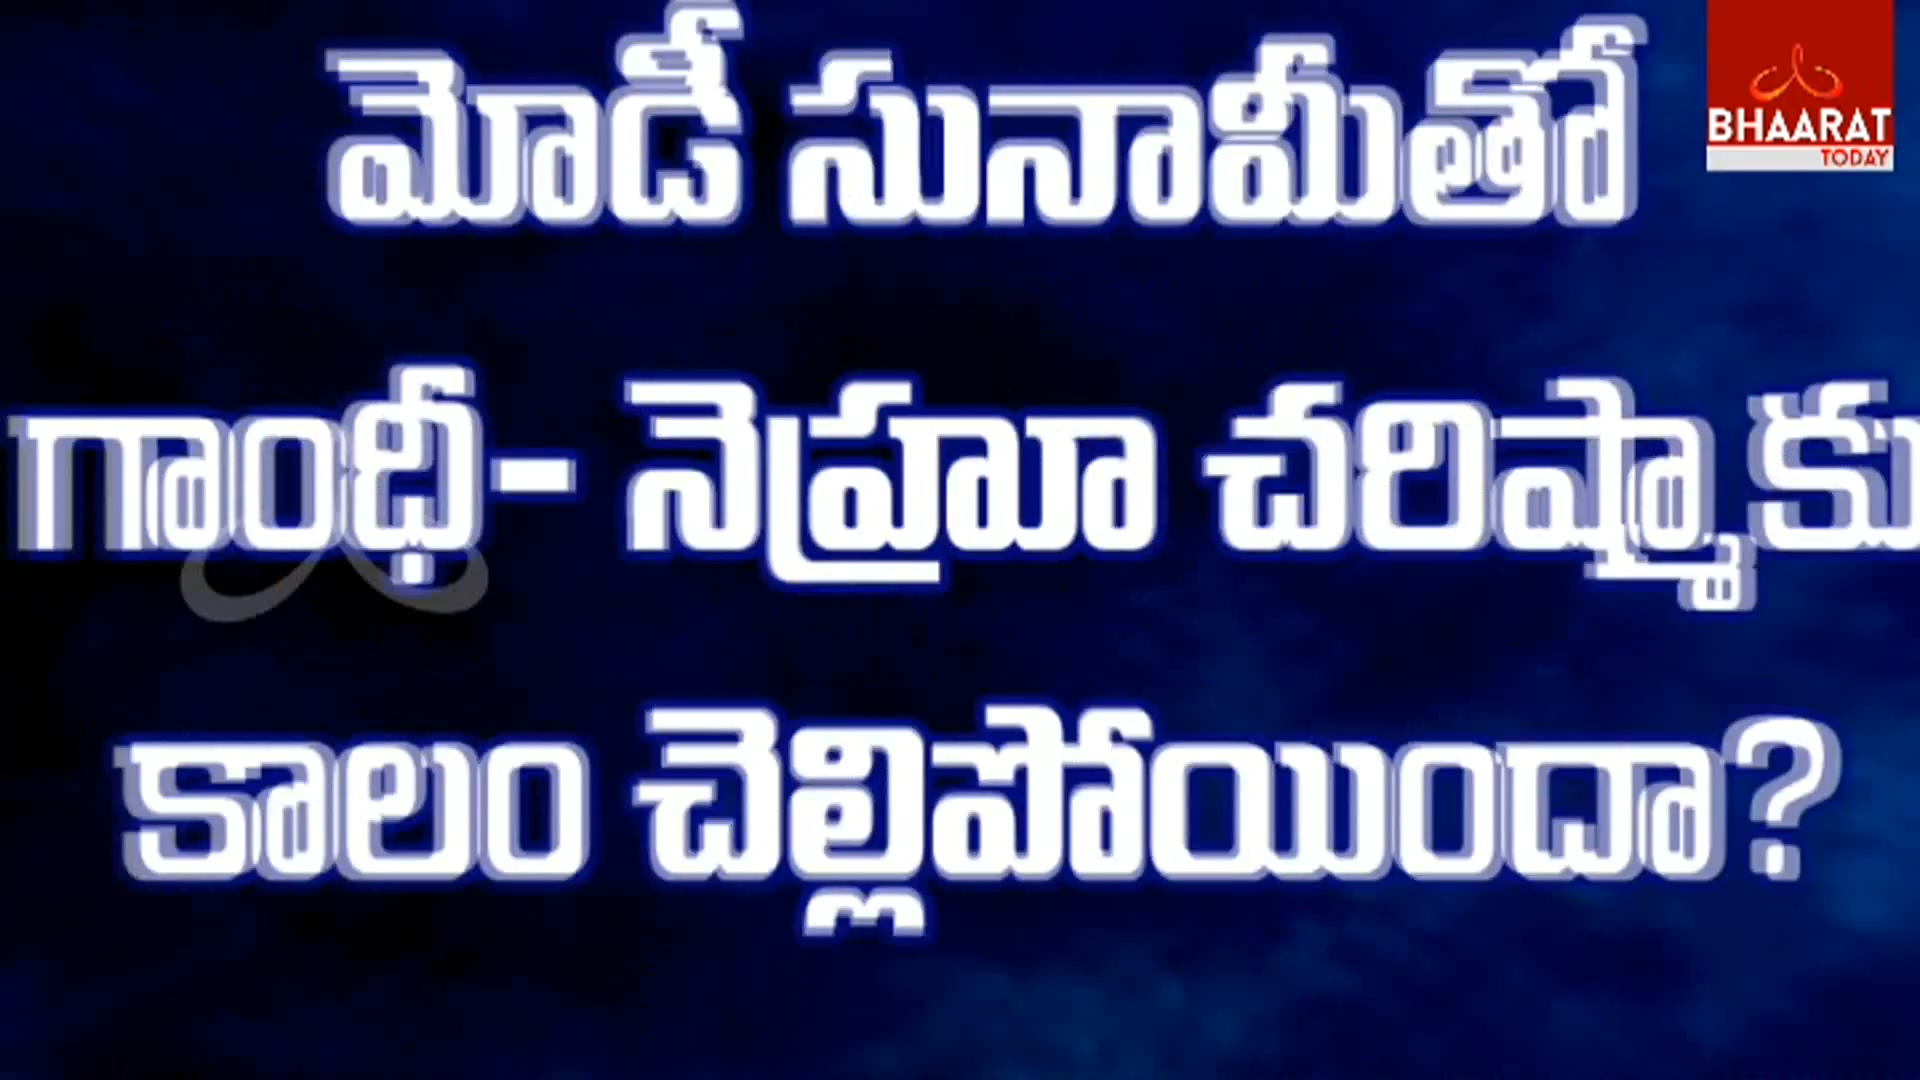 మోడీ సునామీతో
గాంధీ- నెహ్రూ చరిష్మాకు
కాలం చెల్లిపోయిందా?
BHAARAT
TODAY